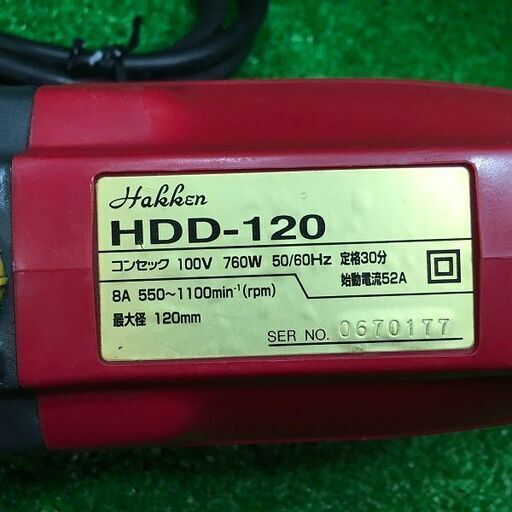 Hakken
HDD-120
コンセック 100V 760W 50/60Hz 定格30分
8A 550~1100min⁻¹(rpm) 始動電流52A
最大径 120mm
SER NO. 0670177